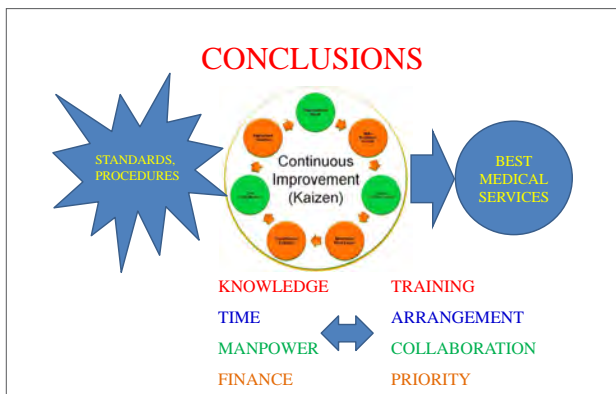 CONCLUSIONS
STANDARDS,
PROCEDURES
Continuous
Improvement
(Kaizen)
BEST
MEDICAL
SERVICES
KNOWLEDGE
TRAINING
TIME
ARRANGEMENT
MANPOWER
COLLABORATION
FINANCE
PRIORITY